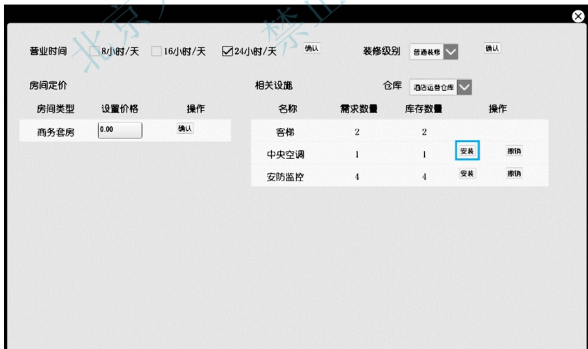 北京 禁止
营业时间 8小时/天 16小时/天 24小时/天 确认 装修级别 普通装修 确认
房间定价 相关设施 仓库 酒店运营仓库
房间类型 设置价格 操作 名称 需求数量 库存数量 操作
商务套房 0.00 确认 客梯 2 2
中央空调 1 1 安装 撤销
安防监控 4 4 安装 撤销